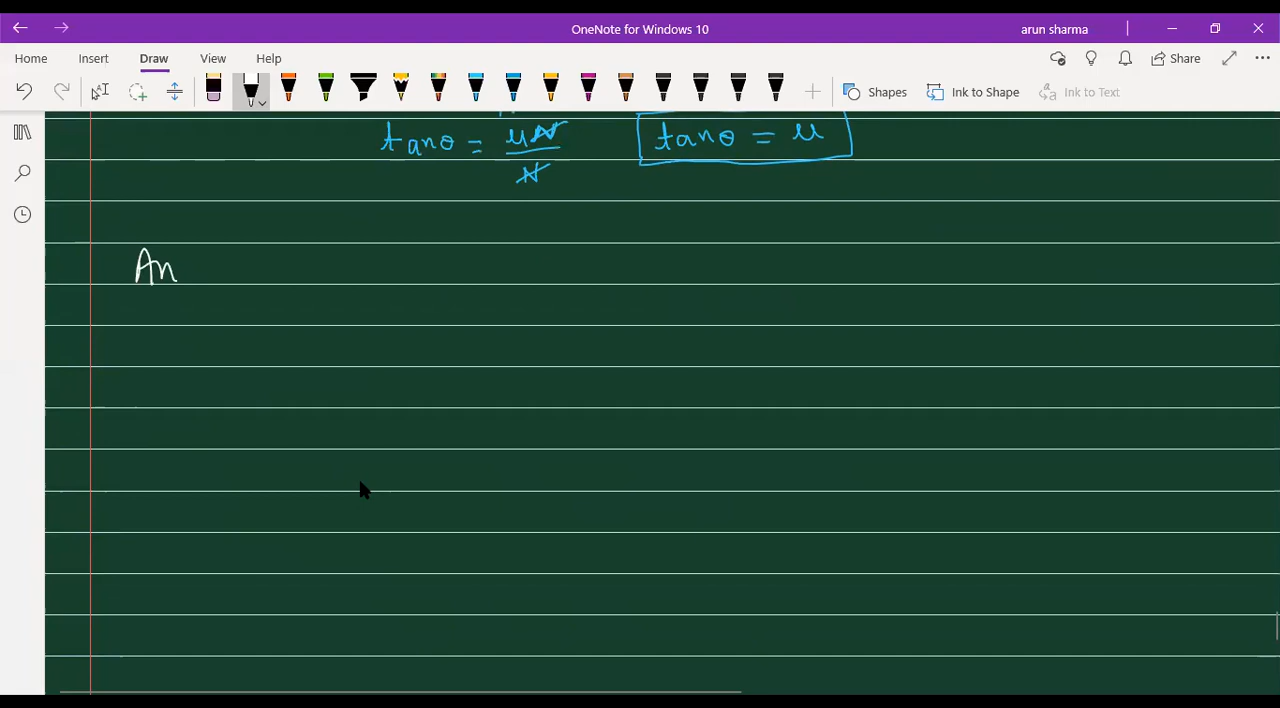 OneNote for Windows 10
arun sharma
Home Insert Draw View Help
Share
Shapes
Ink to Shape
Ink to Text
tanθ = μN/N
tanθ = μ
An